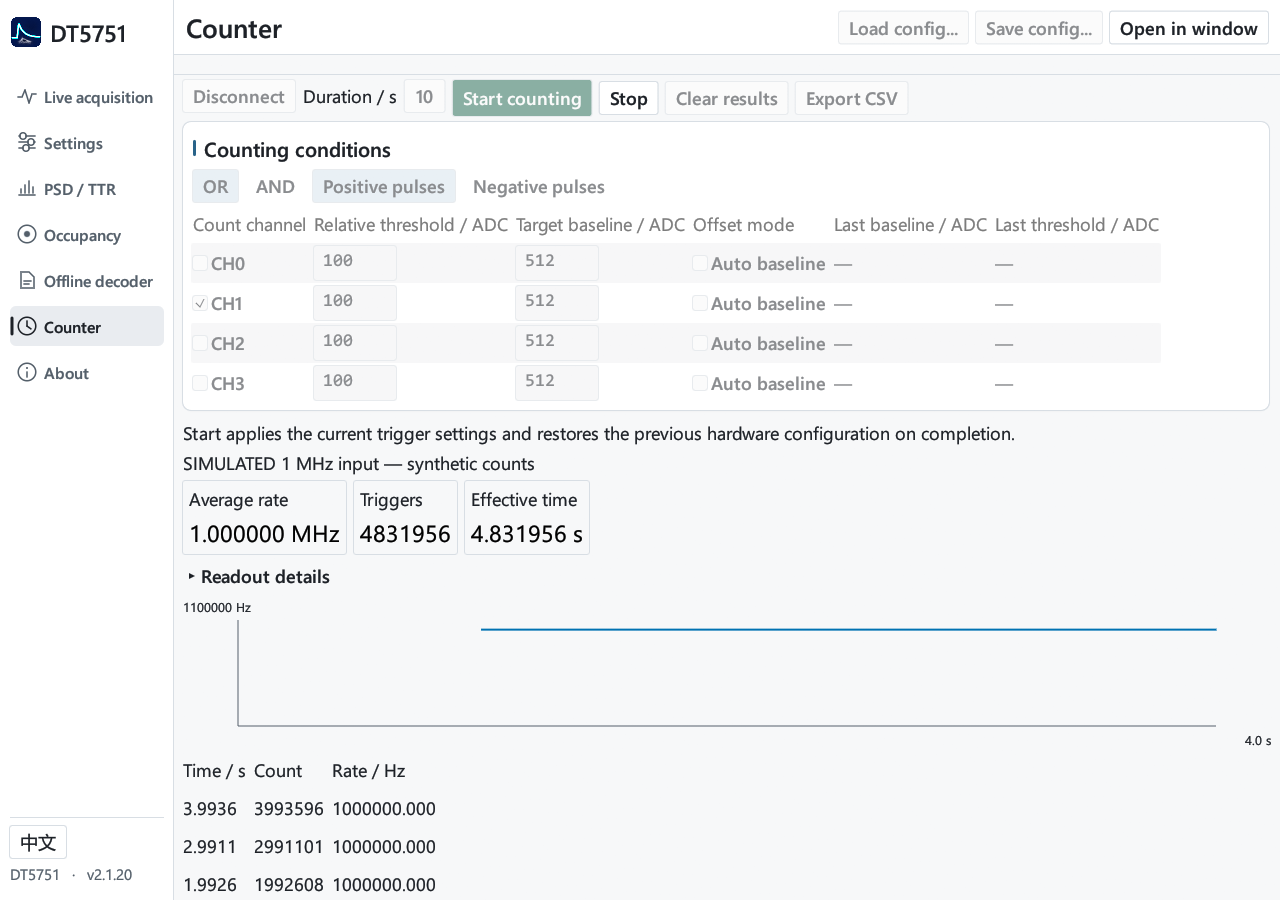 DT5751
Live acquisition
Settings
PSD / TTR
Occupancy
Offline decoder
Counter
About
中文
DT5751 · v2.1.20
Counter
Load config...
Save config...
Open in window
Disconnect
Duration / s
10
Start counting
Stop
Clear results
Export CSV
Counting conditions
OR
AND
Positive pulses
Negative pulses
Count channel Relative threshold / ADC Target baseline / ADC Offset mode Last baseline / ADC Last threshold / ADC
CH0 100 512 Auto baseline — —
CH1 100 512 Auto baseline — —
CH2 100 512 Auto baseline — —
CH3 100 512 Auto baseline — —
Start applies the current trigger settings and restores the previous hardware configuration on completion.
SIMULATED 1 MHz input — synthetic counts
Average rate
1.000000 MHz
Triggers
4831956
Effective time
4.831956 s
Readout details
1100000 Hz
4.0 s
Time / s Count Rate / Hz
3.9936 3993596 1000000.000
2.9911 2991101 1000000.000
1.9926 1992608 1000000.000